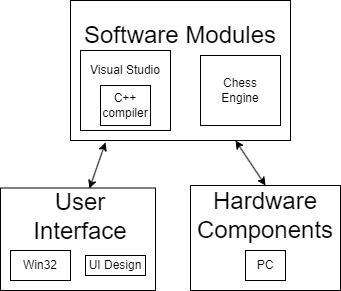 Software Modules
Visual Studio
C++
compiler
Chess
Engine
User
Interface
Win32
UI Design
Hardware
Components
PC